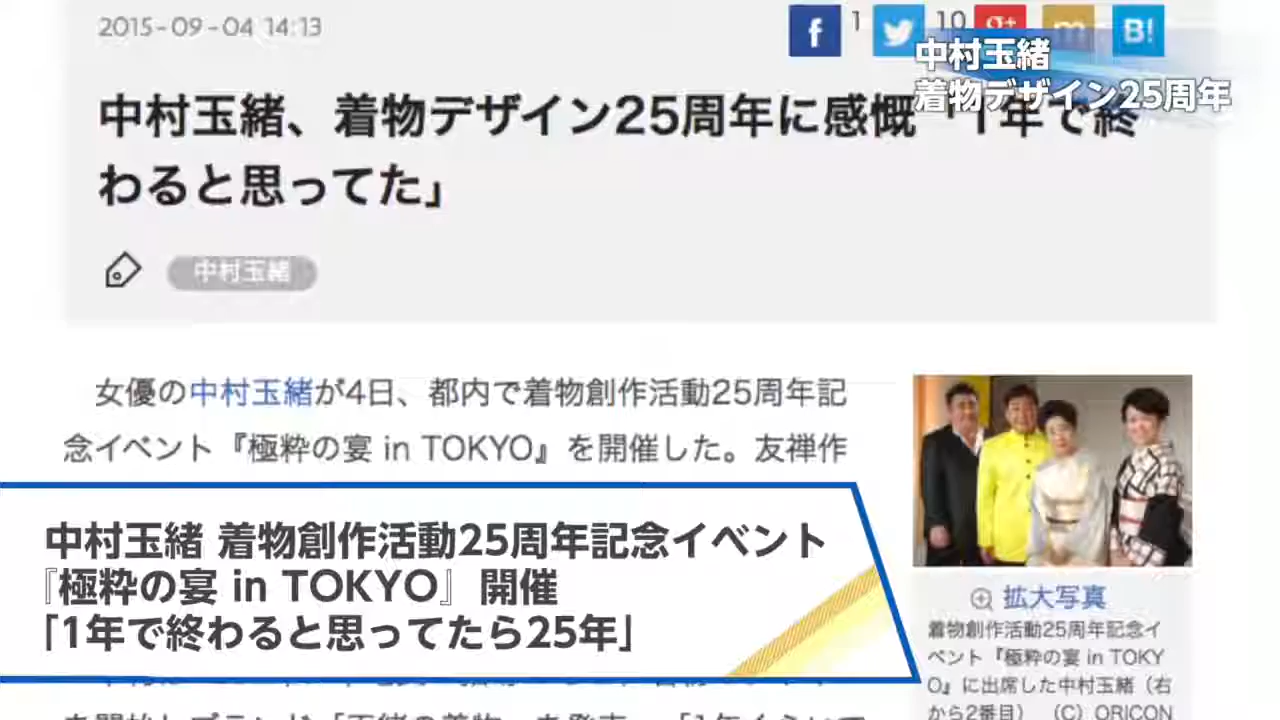 2015-09-04 14:13
f
1
10
g+
m
B!
中村玉緒
着物デザイン25周年
中村玉緒、着物デザイン25周年に感慨「1年で終
わると思ってた」
中村玉緒
女優の中村玉緒が4日、都内で着物創作活動25周年記
念イベント『極粋の宴 in TOKYO』を開催した。友禅作
中村玉緒 着物創作活動25周年記念イベント
『極粋の宴 in TOKYO』 開催
「1年で終わると思ってたら25年」
拡大写真
着物創作活動25周年記念イ
ベント『極粋の宴 in TOKY
O』に出席した中村玉緒（右
から2番目） （C）ORICON